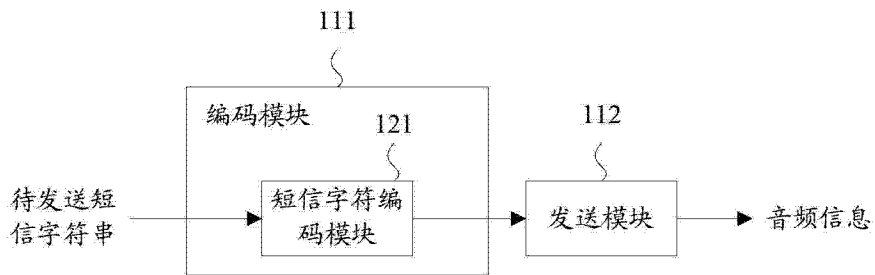 111
编码模块
121
112
待发送短
信字符串
短信字符编
码模块
发送模块
音频信息